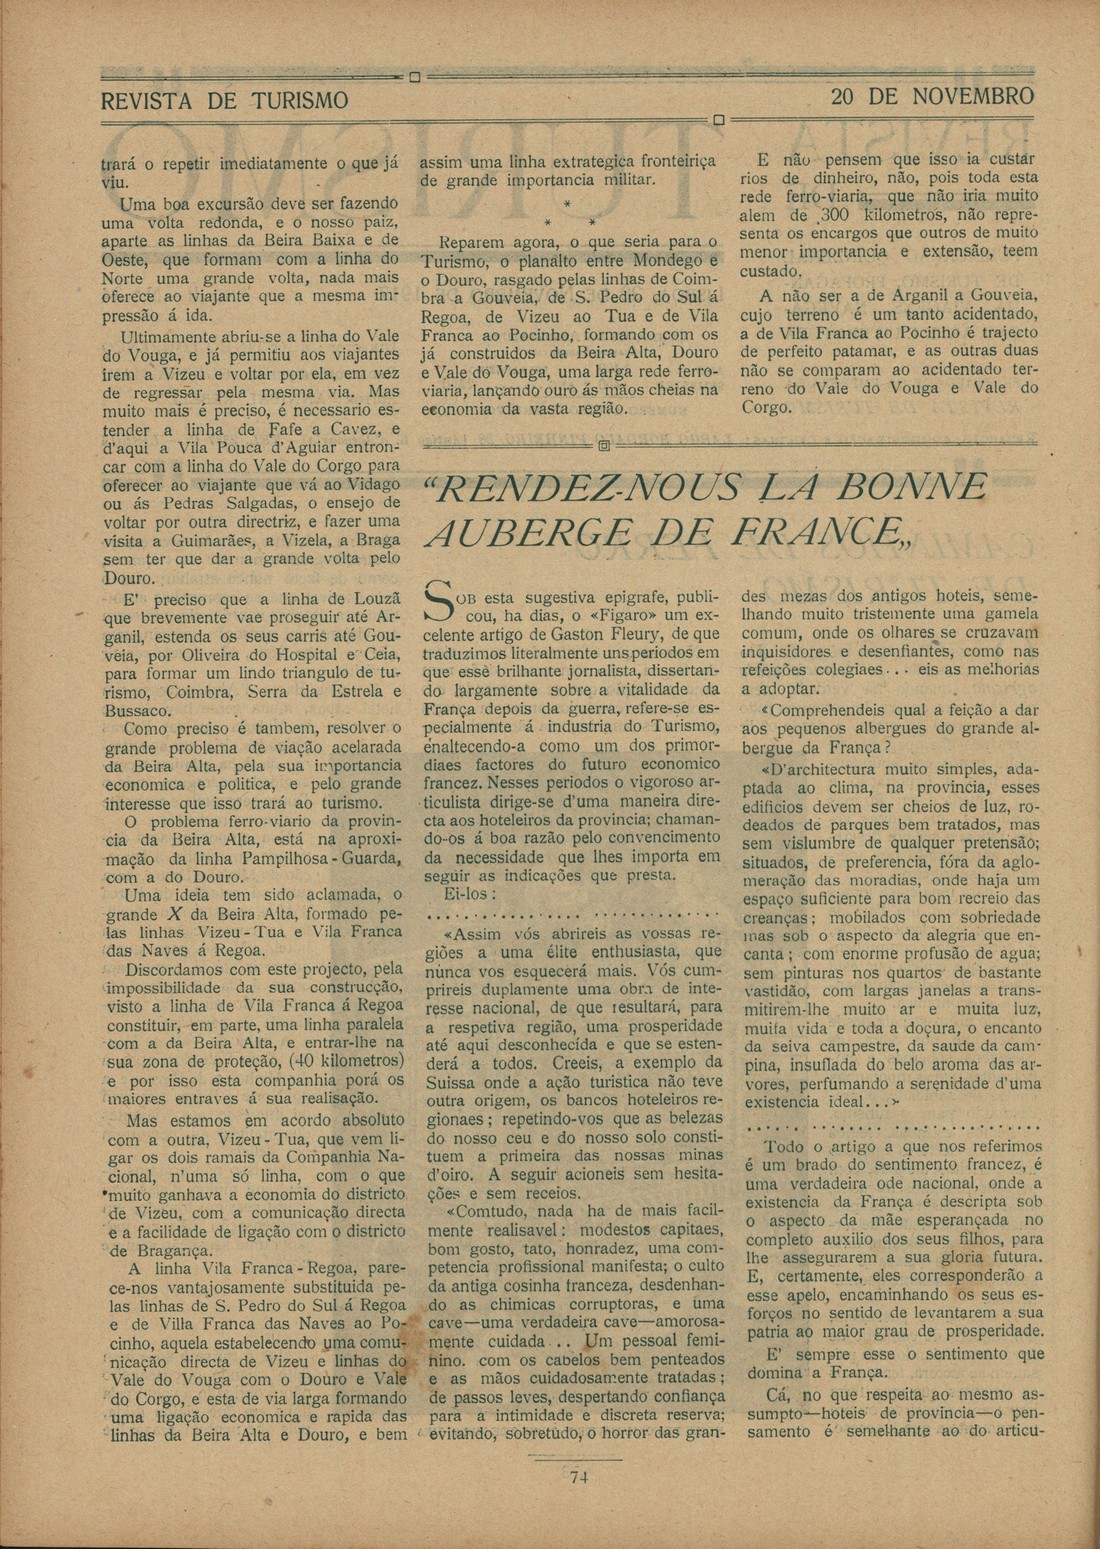 REVISTA DE TURISMO
20 DE NOVEMBRO
trará o repetir imediatamente o que já
viu.
Uma boa excursão deve ser fazendo
uma volta redonda, e o nosso paiz,
aparte as linhas da Beira Baixa e de
Oeste, que formam com a linha do
Norte uma grande volta, nada mais
oferece ao viajante que a mesma im-
pressão á ida.
Ultimamente abriu-se a linha do Vale
do Vouga, e já permitiu aos viajantes
irem a Vizeu e voltar por ela, em vez
de regressar pela mesma via. Mas
muito mais é preciso, é necessario es-
tender a linha de Fafe a Cavez, e
d'aqui a Vila Pouca d'Aguiar entron-
car com a linha do Vale do Corgo para
oferecer ao viajante que vá ao Vidago
ou ás Pedras Salgadas, o ensejo de
voltar por outra directriz, e fazer uma
visita a Guimarães, a Vizela, a Braga
sem ter que dar a grande volta pelo
Douro.
E' preciso que a linha de Louzã
que brevemente vae proseguir até Ar-
ganil, estenda os seus carris até Gou-
veia, por Oliveira do Hospital e Ceia,
para formar um lindo triangulo de tu-
rismo, Coimbra, Serra da Estrela e
Bussaco.
Como preciso é tambem, resolver o
grande problema de viação acelarada
da Beira Alta, pela sua importancia
economica e politica, e pelo grande
interesse que isso trará ao turismo.
O problema ferro-viario da provin-
cia da Beira Alta, está na aproxi-
mação da linha Pampilhosa-Guarda,
com a do Douro.
Uma ideia tem sido aclamada, o
grande X da Beira Alta, formado pe-
las linhas Vizeu-Tua e Vila Franca
das Naves á Regoa.
Discordamos com este projecto, pela
impossibilidade da sua construcção,
visto a linha de Vila Franca á Regoa
constituir, em parte, uma linha paralela
com a da Beira Alta, e entrar-lhe na
sua zona de proteção, (40 kilometros)
e por isso esta companhia porá os
maiores entraves á sua realisação.
Mas estamos em acordo absoluto
com a outra, Vizeu-Tua, que vem li-
gar os dois ramais da Companhia Na-
cional, n'uma só linha, com o que
muito ganhava a economia do districto
de Vizeu, com a comunicação directa
e a facilidade de ligação com o districto
de Bragança.
A linha Vila Franca-Regoa, pare-
ce-nos vantajosamente substituida pe-
las linhas de S. Pedro do Sul á Regoa
e de Villa Franca das Naves ao Po-
cinho, aquela estabelecendo uma comu-
nicação directa de Vizeu e linhas do
Vale do Vouga com o Douro e Vale
do Corgo, e esta de via larga formando
uma ligação economica e rapida das
linhas da Beira Alta e Douro, e bem
assim uma linha extrategica fronteiriça
de grande importancia militar.
*
* *
Reparem agora, o que seria para o
Turismo, o planalto entre Mondego e
o Douro, rasgado pelas linhas de Coim-
bra a Gouveia, de S. Pedro do Sul á
Regoa, de Vizeu ao Tua e de Vila
Franca ao Pocinho, formando com os
já construidos da Beira Alta, Douro
e Vale do Vouga, uma larga rede ferro-
viaria, lançando ouro ás mãos cheias na
economia da vasta região.
E não pensem que isso ia custar
rios de dinheiro, não, pois toda esta
rede ferro-viaria, que não iria muito
alem de 300 kilometros, não repre-
senta os encargos que outros de muito
menor importancia e extensão, teem
custado.
A não ser a de Arganil a Gouveia,
cujo terreno é um tanto acidentado,
a de Vila Franca ao Pocinho é trajecto
de perfeito patamar, e as outras duas
não se comparam ao acidentado ter-
reno do Vale do Vouga e Vale do
Corgo.
“RENDEZ-NOUS LA BONNE
AUBERGE DE FRANCE„
SOB esta sugestiva epigrafe, publi-
cou, ha dias, o «Figaro» um ex-
celente artigo de Gaston Fleury, de que
traduzimos literalmente uns periodos em
que esse brilhante jornalista, dissertan-
do largamente sobre a vitalidade da
França depois da guerra, refere-se es-
pecialmente á industria do Turismo,
enaltecendo-a como um dos primor-
diaes factores do futuro economico
francez. Nesses periodos o vigoroso ar-
ticulista dirige-se d'uma maneira dire-
cta aos hoteleiros da provincia; chaman-
do-os á boa razão pelo convencimento
da necessidade que lhes importa em
seguir as indicações que presta.
Ei-los:
«Assim vós abrireis as vossas re-
giões a uma élite enthusiasta, que
nunca vos esquecerá mais. Vós cum-
prireis duplamente uma obra de inte-
resse nacional, de que resultará, para
a respetiva região, uma prosperidade
até aqui desconhecida e que se esten-
derá a todos. Creeis, a exemplo da
Suissa onde a ação turistica não teve
outra origem, os bancos hoteleiros re-
gionaes; repetindo-vos que as belezas
do nosso ceu e do nosso solo consti-
tuem a primeira das nossas minas
d'oiro. A seguir acioneis sem hesita-
ções e sem receios.
«Comtudo, nada ha de mais facil-
mente realisavel: modestos capitaes,
bom gosto, tato, honradez, uma com-
petencia profissional manifesta; o culto
da antiga cosinha franceza, desdenhan-
do as chimicas corruptoras, e uma
cave—uma verdadeira cave—amorosa-
mente cuidada... Um pessoal femi-
nino. com os cabelos bem penteados
e as mãos cuidadosamente tratadas;
de passos leves, despertando confiança
para a intimidade e discreta reserva;
evitando, sobretudo, o horror das gran-
des mezas dos antigos hoteis, seme-
lhando muito tristemente uma gamela
comum, onde os olhares se cruzavam
inquisidores e desenfiantes, como nas
refeições colegiaes... eis as melhorias
a adoptar.
«Comprehendeis qual a feição a dar
aos pequenos albergues do grande al-
bergue da França?
«D'architectura muito simples, ada-
ptada ao clima, na provincia, esses
edificios devem ser cheios de luz, ro-
deados de parques bem tratados, mas
sem vislumbre de qualquer pretensão;
situados, de preferencia, fóra da aglo-
meração das moradias, onde haja um
espaço suficiente para bom recreio das
creanças; mobilados com sobriedade
mas sob o aspecto da alegria que en-
canta; com enorme profusão de agua;
sem pinturas nos quartos de bastante
vastidão, com largas janelas a trans-
mitirem-lhe muito ar e muita luz,
muita vida e toda a doçura, o encanto
da seiva campestre, da saude da cam-
pina, insuflada do belo aroma das ar-
vores, perfumando a serenidade d'uma
existencia ideal...»
Todo o artigo a que nos referimos
é um brado do sentimento francez, é
uma verdadeira ode nacional, onde a
existencia da França é descripta sob
o aspecto da mãe esperançada no
completo auxilio dos seus filhos, para
lhe assegurarem a sua gloria futura.
E, certamente, eles corresponderão a
esse apelo, encaminhando os seus es-
forços no sentido de levantarem a sua
patria ao maior grau de prosperidade.
E' sempre esse o sentimento que
domina a França.
Cá, no que respeita ao mesmo as-
sumpto—hoteis de provincia—o pen-
samento é semelhante ao do articu-
74